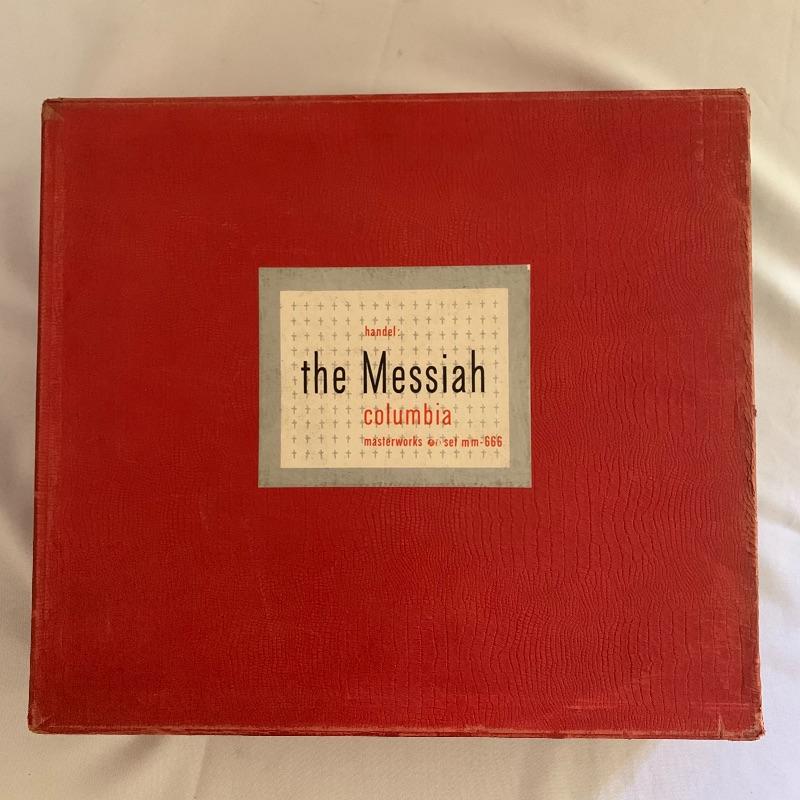 handel:
the Messiah
columbia
masterworks set mm-666